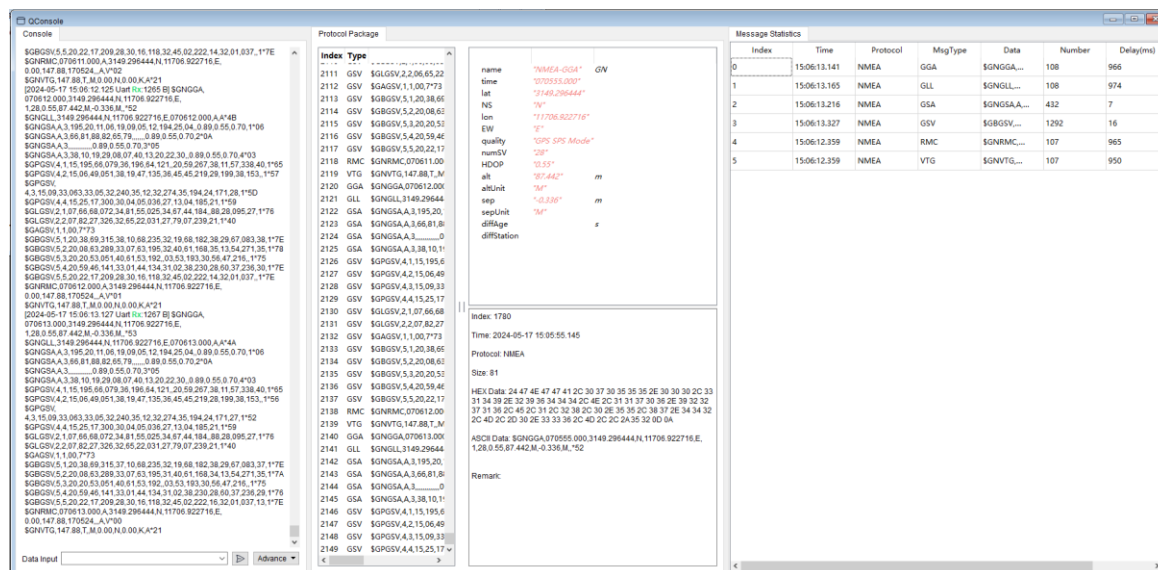 QConsole
Console
$GBGSV,5,5,20,22,17,209,28,30,16,118,32,45,02,222,14,32,01,037,,1*7E
$GNRMC,070611.000,A,3149.296444,N,11706.922716,E,
0.00,147.88,170524,,,A,V*02
$GNVTG,147.88,T,,M,0.00,N,0.00,K,A*21
[2024-05-17 15:06:12.125 Uart Rx:1265 B] $GNGGA,
070612.000,3149.296444,N,11706.922716,E,
1,28,0.55,87.442,M,-0.336,M,,*52
$GNGLL,3149.296444,N,11706.922716,E,070612.000,A,A*4B
$GNGSA,A,3,195,20,11,06,19,09,05,12,194,25,04,,0.89,0.55,0.70,1*06
$GNGSA,A,3,66,81,88,82,65,79,,,,,,,0.89,0.55,0.70,2*0A
$GNGSA,A,3,,,,,,,,,,,,,0.89,0.55,0.70,3*05
$GNGSA,A,3,38,10,19,29,08,07,40,13,20,22,30,,0.89,0.55,0.70,4*03
$GPGSV,4,1,15,195,66,079,36,196,64,121,,20,59,267,38,11,57,338,40,1*65
$GPGSV,4,2,15,06,49,051,38,19,47,135,36,45,45,219,29,199,38,153,,1*57
$GPGSV,
4,3,15,09,33,063,33,05,32,240,35,12,32,274,35,194,24,171,28,1*5D
$GPGSV,4,4,15,25,17,300,30,04,05,036,27,13,04,185,21,1*59
$GLGSV,2,1,07,66,68,072,34,81,55,025,34,67,44,184,,88,28,095,27,1*76
$GLGSV,2,2,07,82,27,326,32,65,22,031,27,79,07,239,21,1*40
$GAGSV,1,1,00,7*73
$GBGSV,5,1,20,38,69,315,38,10,68,235,32,19,68,182,38,29,67,083,38,1*7E
$GBGSV,5,2,20,08,63,289,33,07,63,195,32,40,61,168,35,13,54,271,35,1*78
$GBGSV,5,3,20,20,53,051,40,61,53,192,,03,53,193,30,56,47,216,,1*75
$GBGSV,5,4,20,59,46,141,33,01,44,134,31,02,38,230,28,60,37,236,30,1*7E
$GBGSV,5,5,20,22,17,209,28,30,16,118,32,45,02,222,14,32,01,037,,1*7E
$GNRMC,070612.000,A,3149.296444,N,11706.922716,E,
0.00,147.88,170524,,,A,V*01
$GNVTG,147.88,T,,M,0.00,N,0.00,K,A*21
[2024-05-17 15:06:13.127 Uart Rx:1267 B] $GNGGA,
070613.000,3149.296444,N,11706.922716,E,
1,28,0.55,87.442,M,-0.336,M,,*53
$GNGLL,3149.296444,N,11706.922716,E,070613.000,A,A*4A
$GNGSA,A,3,195,20,11,06,19,09,05,12,194,25,04,,0.89,0.55,0.70,1*06
$GNGSA,A,3,66,81,88,82,65,79,,,,,,,0.89,0.55,0.70,2*0A
$GNGSA,A,3,,,,,,,,,,,,,0.89,0.55,0.70,3*05
$GNGSA,A,3,38,10,19,29,08,07,40,13,20,22,30,,0.89,0.55,0.70,4*03
$GPGSV,4,1,15,195,66,079,36,196,64,121,,20,59,267,38,11,57,338,40,1*65
$GPGSV,4,2,15,06,49,051,38,19,47,135,36,45,45,219,28,199,38,153,,1*56
$GPGSV,
4,3,15,09,33,063,33,05,32,240,35,12,32,274,35,194,24,171,27,1*52
$GPGSV,4,4,15,25,17,300,30,04,05,036,27,13,04,185,21,1*59
$GLGSV,2,1,07,66,68,072,34,81,55,025,34,67,44,184,,88,28,095,27,1*76
$GLGSV,2,2,07,82,27,326,32,65,22,031,27,79,07,239,21,1*40
$GAGSV,1,1,00,7*73
$GBGSV,5,1,20,38,69,315,37,10,68,235,32,19,68,182,38,29,67,083,37,1*7E
$GBGSV,5,2,20,08,63,289,33,07,63,195,31,40,61,168,34,13,54,271,35,1*7A
$GBGSV,5,3,20,20,53,051,40,61,53,192,,03,53,193,30,56,47,216,,1*75
$GBGSV,5,4,20,59,46,141,33,01,44,134,31,02,38,230,28,60,37,236,29,1*76
$GBGSV,5,5,20,22,17,209,28,30,16,118,32,45,02,222,16,32,01,037,13,1*7E
$GNRMC,070613.000,A,3149.296444,N,11706.922716,E,
0.00,147.88,170524,,,A,V*00
$GNVTG,147.88,T,,M,0.00,N,0.00,K,A*21
Data Input
Advance
Protocol Package
Index Type
2111 GSV $GLGSV,2,2,06,65,22
2112 GSV $GAGSV,1,1,00,7*73
2113 GSV $GBGSV,5,1,20,38,69
2114 GSV $GBGSV,5,2,20,08,63
2115 GSV $GBGSV,5,3,20,20,53
2116 GSV $GBGSV,5,4,20,59,46
2117 GSV $GBGSV,5,5,20,22,17
2118 RMC $GNRMC,070611.00
2119 VTG $GNVTG,147.88,T,,M
2120 GGA $GNGGA,070612.00
2121 GLL $GNGLL,3149.29644
2122 GSA $GNGSA,A,3,195,20,
2123 GSA $GNGSA,A,3,66,81,8
2124 GSA $GNGSA,A,3,,,,,,,,,,,,,0
2125 GSA $GNGSA,A,3,38,10,1
2126 GSV $GPGSV,4,1,15,195,6
2127 GSV $GPGSV,4,2,15,06,49
2128 GSV $GPGSV,4,3,15,09,33
2129 GSV $GPGSV,4,4,15,25,17
2130 GSV $GLGSV,2,1,07,66,68
2131 GSV $GLGSV,2,2,07,82,27
2132 GSV $GAGSV,1,1,00,7*73
2133 GSV $GBGSV,5,1,20,38,69
2134 GSV $GBGSV,5,2,20,08,63
2135 GSV $GBGSV,5,3,20,20,53
2136 GSV $GBGSV,5,4,20,59,46
2137 GSV $GBGSV,5,5,20,22,17
2138 RMC $GNRMC,070612.00
2139 VTG $GNVTG,147.88,T,,M
2140 GGA $GNGGA,070613.00
2141 GLL $GNGLL,3149.29644
2142 GSA $GNGSA,A,3,195,20,
2143 GSA $GNGSA,A,3,66,81,8
2144 GSA $GNGSA,A,3,,,,,,,,,,,,,0
2145 GSA $GNGSA,A,3,38,10,1
2146 GSV $GPGSV,4,1,15,195,6
2147 GSV $GPGSV,4,2,15,06,49
2148 GSV $GPGSV,4,3,15,09,33
2149 GSV $GPGSV,4,4,15,25,17
name "NMEA-GGA" GN
time "070555.000"
lat "3149.296444"
NS "N"
lon "11706.922716"
EW "E"
quality "GPS SPS Mode"
numSV "28"
HDOP "0.55"
alt "87.442" m
altUnit "M"
sep "-0.336" m
sepUnit "M"
diffAge s
diffStation
Index: 1780
Time: 2024-05-17 15:05:55.145
Protocol: NMEA
Size: 81
HEX Data: 24 47 4E 47 47 41 2C 30 37 30 35 35 35 2E 30 30 30 2C 33
31 34 39 2E 32 39 36 34 34 34 2C 4E 2C 31 31 37 30 36 2E 39 32 32
37 31 36 2C 45 2C 31 2C 32 38 2C 30 2E 35 35 2C 38 37 2E 34 34 32
2C 4D 2C 2D 30 2E 33 33 36 2C 4D 2C 2C 2A 35 32 0D 0A
ASCII Data: $GNGGA,070555.000,3149.296444,N,11706.922716,E,
1,28,0.55,87.442,M,-0.336,M,,*52
Remark:
Message Statistics
Index Time Protocol MsgType Data Number Delay(ms)
0 15:06:13.141 NMEA GGA $GNGGA,... 108 966
1 15:06:13.165 NMEA GLL $GNGLL,... 108 974
2 15:06:13.216 NMEA GSA $GNGSA,A,... 432 7
3 15:06:13.327 NMEA GSV $GBGSV,... 1292 16
4 15:06:12.359 NMEA RMC $GNRMC,... 107 965
5 15:06:12.359 NMEA VTG $GNVTG,... 107 950